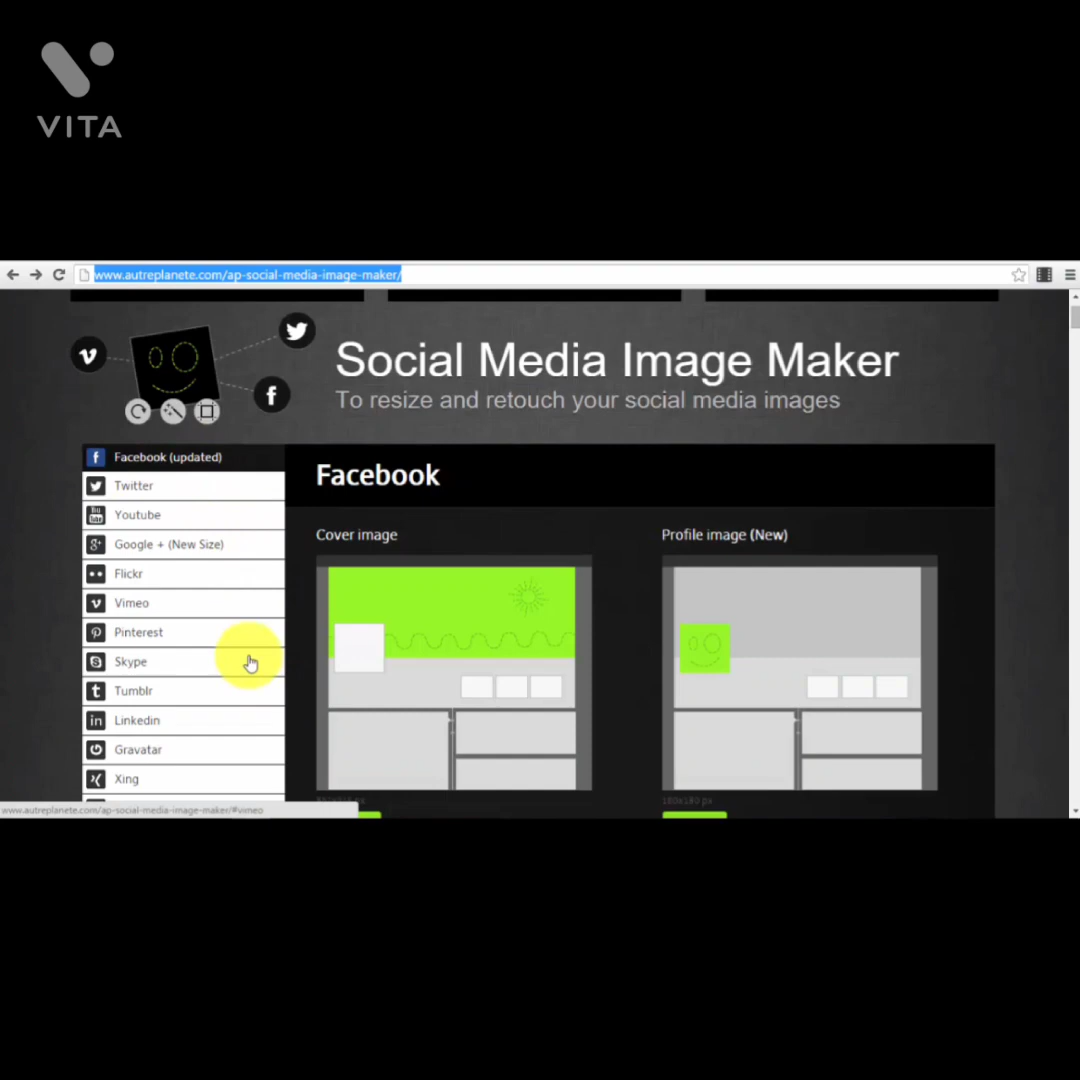 VITA
www.autreplanete.com/ap-social-media-image-maker/
Social Media Image Maker
To resize and retouch your social media images
Facebook (updated)
Twitter
Youtube
Google + (New Size)
Flickr
Vimeo
Pinterest
Skype
Tumblr
Linkedin
Gravatar
Xing
Facebook
Cover image
Profile image (New)
180x180 px
www.autreplanete.com/ap-social-media-image-maker/#vimeo